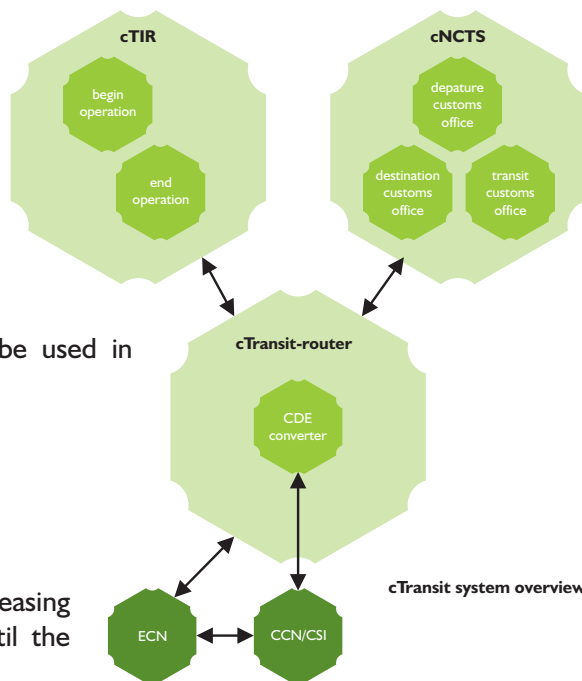 cTIR
begin
operation
end
operation
cNCTS
depature
customs
office
destination
customs
office
transit
customs
office
be used in
cTransit-router
CDE
converter
easing
til the
ECN
CCN/CSI
cTransit system overview